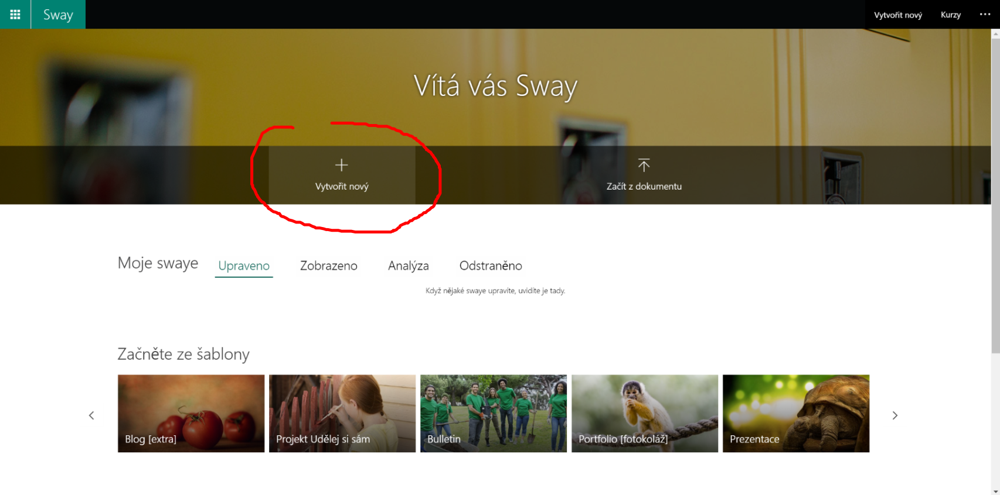 Sway
Vytvořit nový
Kurzy
Vítá vás Sway
Vytvořit nový
Začít z dokumentu
Moje swaye
Upraveno
Zobrazeno
Analýza
Odstraněno
Když nějaké swaye upravíte, uvidíte je tady.
Začněte ze šablony
Blog [extra]
Projekt Udělej si sám
Bulletin
Portfolio [fotokoláž]
Prezentace